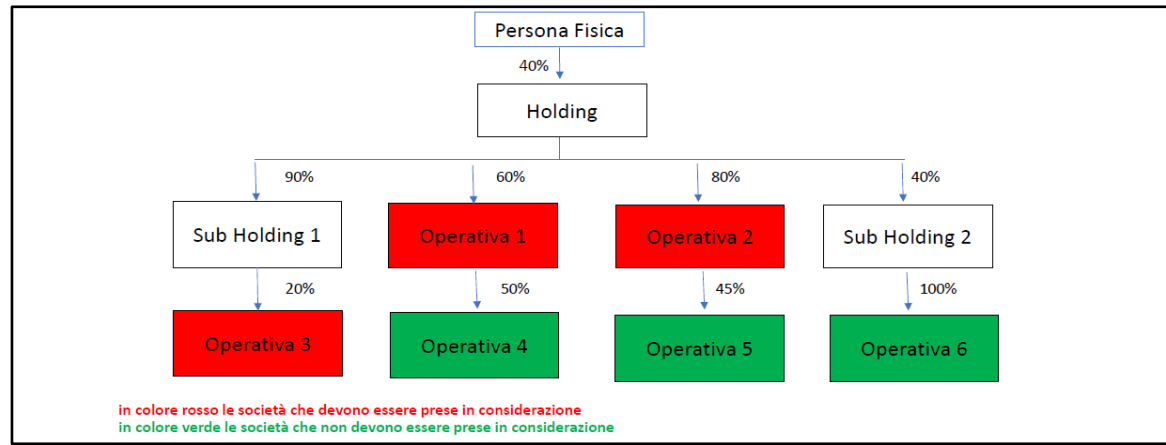 Persona Fisica
40%
Holding
90%
60%
80%
40%
Sub Holding 1
Operativa 1
Operativa 2
Sub Holding 2
20%
50%
45%
100%
Operativa 3
Operativa 4
Operativa 5
Operativa 6
in colore rosso le società che devono essere prese in considerazione
in colore verde le società che non devono essere prese in considerazione